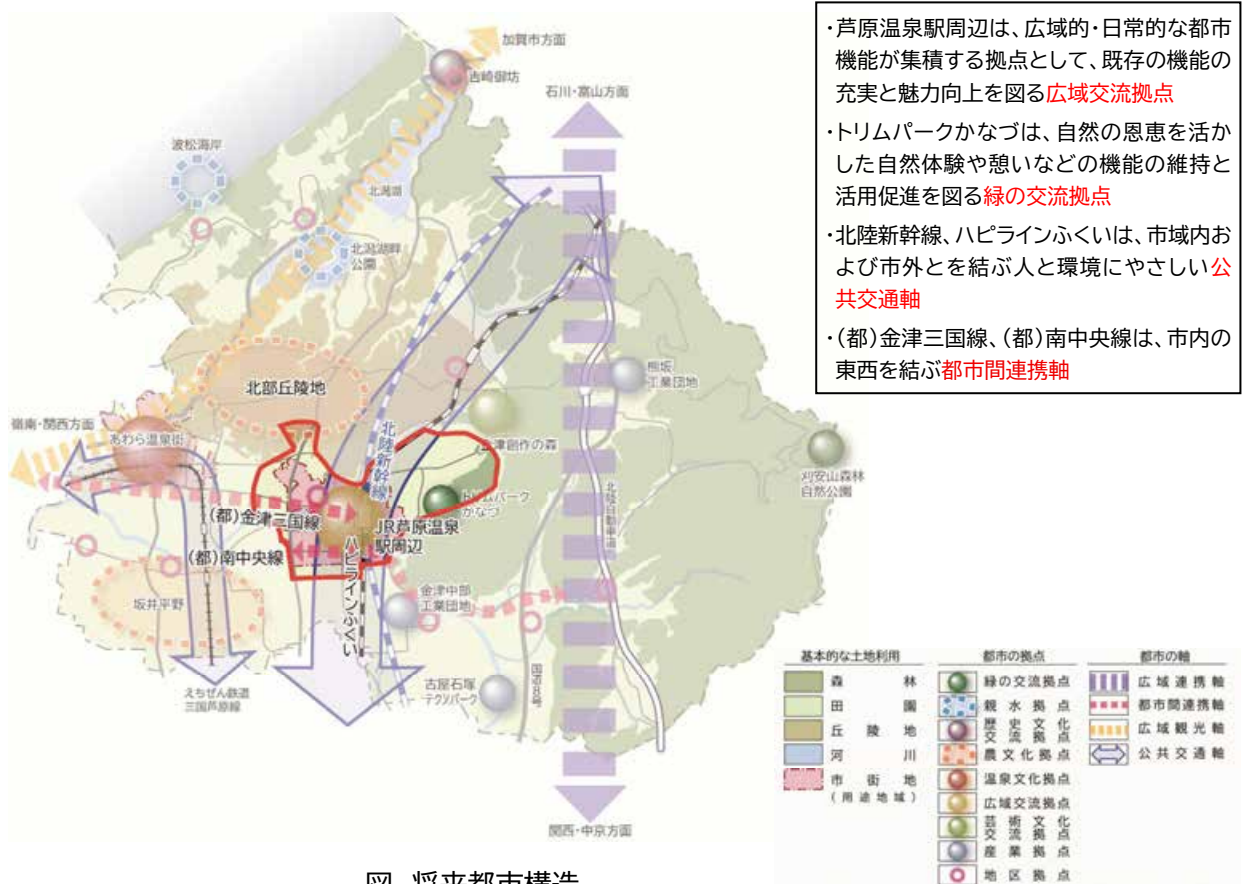 ・芦原温泉駅周辺は、広域的・日常的な都市
機能が集積する拠点として、既存の機能の
充実と魅力向上を図る広域交流拠点
・トリムパークかなづは、自然の恩恵を活か
した自然体験や憩いなどの機能の維持と
活用促進を図る緑の交流拠点
・北陸新幹線、ハピラインふくいは、市域内お
よび市外とを結ぶ人と環境にやさしい公
共交通軸
・(都)金津三国線、(都)南中央線は、市内の
東西を結ぶ都市間連携軸
加賀市方面
吉崎御坊
石川・富山方面
波松海岸
北潟湖
北潟湖畔
公園
北部丘陵地
熊坂
工業団地
嶺南・関西方面
あわら温泉街
北陸新幹線
金津創作の森
刈安山森林
自然公園
トリムパーク
かなづ
北陸自動車道
(都)金津三国線
JR芦原温泉
駅周辺
(都)南中央線
ハピラインふくい
坂井平野
金津中部
工業団地
国道8号
古屋石塚
テクノパーク
えちぜん鉄道
三国芦原線
関西・中京方面
基本的な土地利用
森林
田園
丘陵地
河川
市街地
(用途地域)
都市の拠点
緑の交流拠点
親水拠点
歴史文化
交流拠点
農文化拠点
温泉文化拠点
広域交流拠点
芸術文化
交流拠点
産業拠点
地区拠点
都市の軸
広域連携軸
都市間連携軸
広域観光軸
公共交通軸
図 将来都市構造